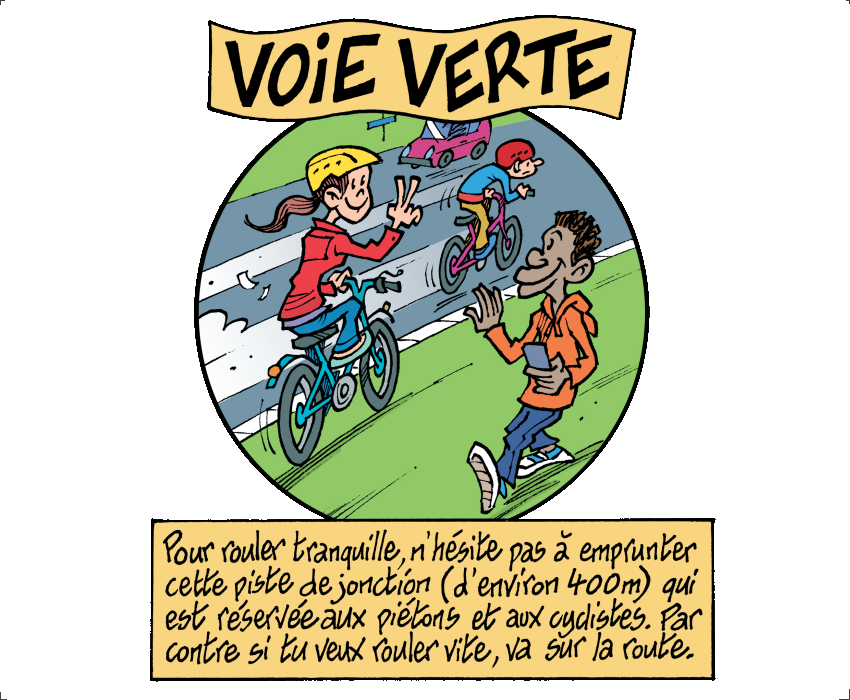 VOiE VERTE
Pour rouler tranquille, n'hésite pas à emprunter
cette piste de jonction (d'environ 400m) qui
est réservée aux piétons et aux cyclistes. Par
contre si tu veux rouler vite, va sur la route.